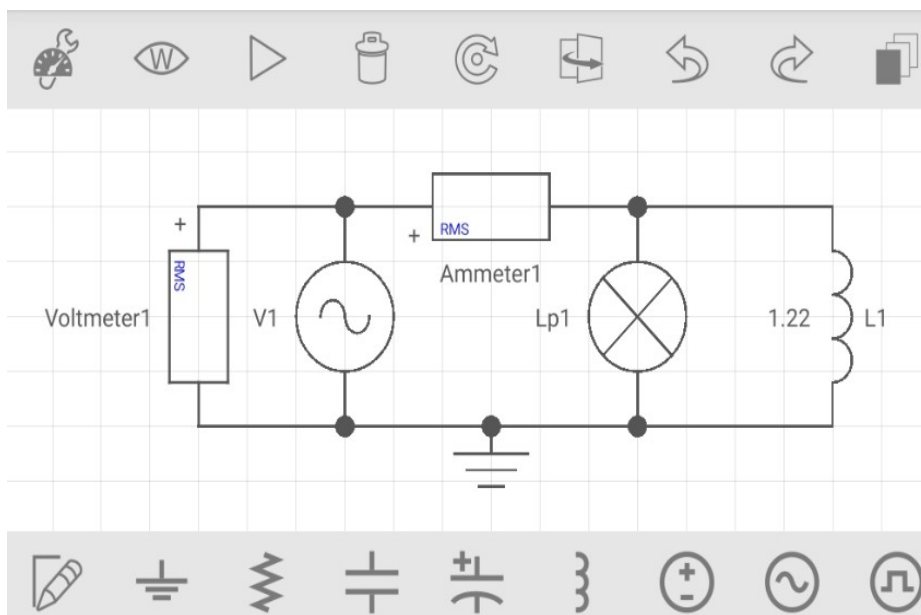 W
+
RMS
+
RMS
Ammeter1
Voltmeter1
V1
Lp1
1.22
L1